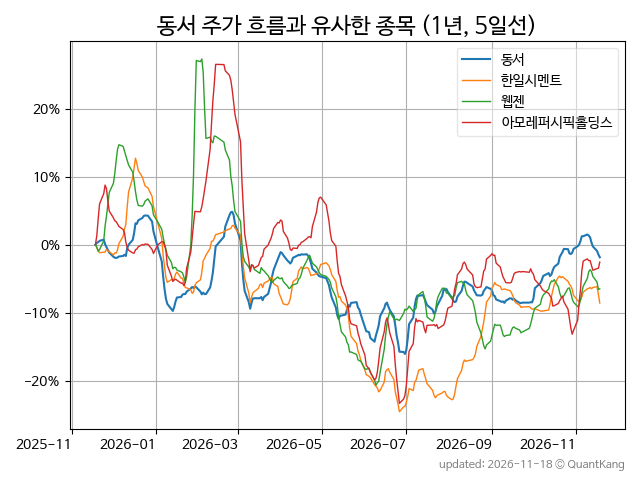 동서 주가 흐름과 유사한 종목 (1년, 5일선)
동서
한일시멘트
웹젠
아모레퍼시픽홀딩스
20%
10%
0%
−10%
−20%
2025-11 2026-01 2026-03 2026-05 2026-07 2026-09 2026-11
updated: 2026-11-18 © QuantKang